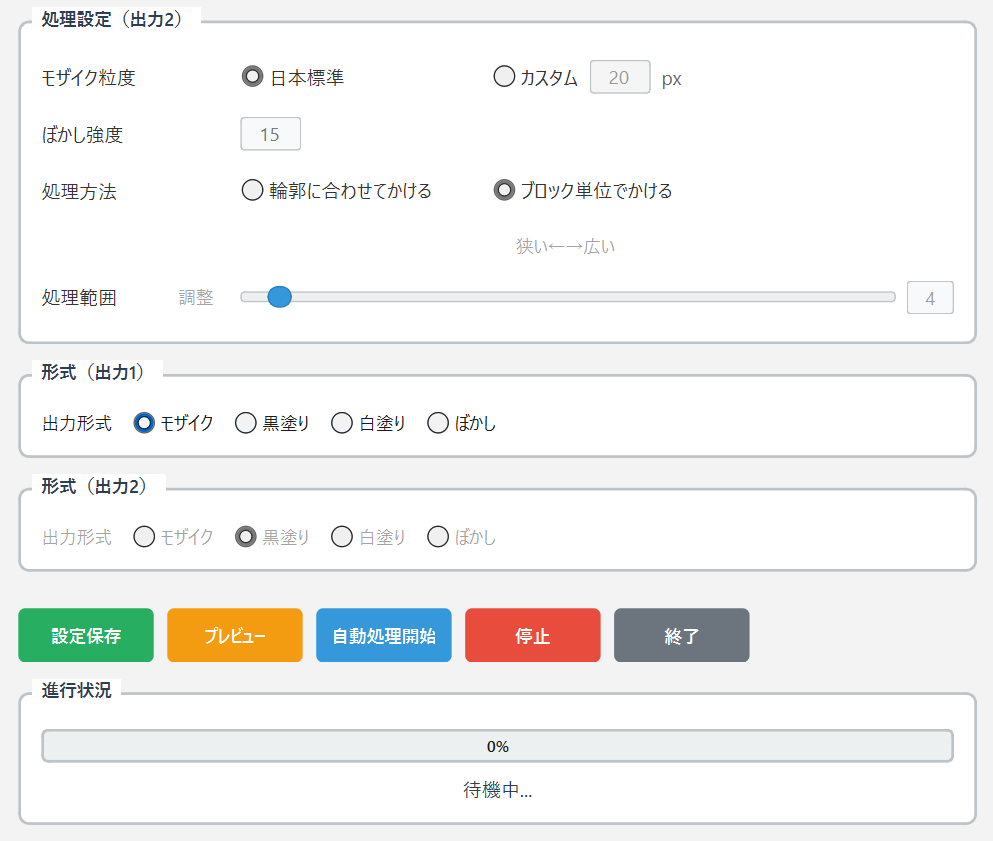 処理設定（出力2）
モザイク粒度 日本標準 カスタム 20 px
ぼかし強度 15
処理方法 輪郭に合わせてかける ブロック単位でかける
狭い←→広い
処理範囲 調整 4
形式（出力1）
出力形式 モザイク 黒塗り 白塗り ぼかし
形式（出力2）
出力形式 モザイク 黒塗り 白塗り ぼかし
設定保存 プレビュー 自動処理開始 停止 終了
進行状況
0%
待機中...